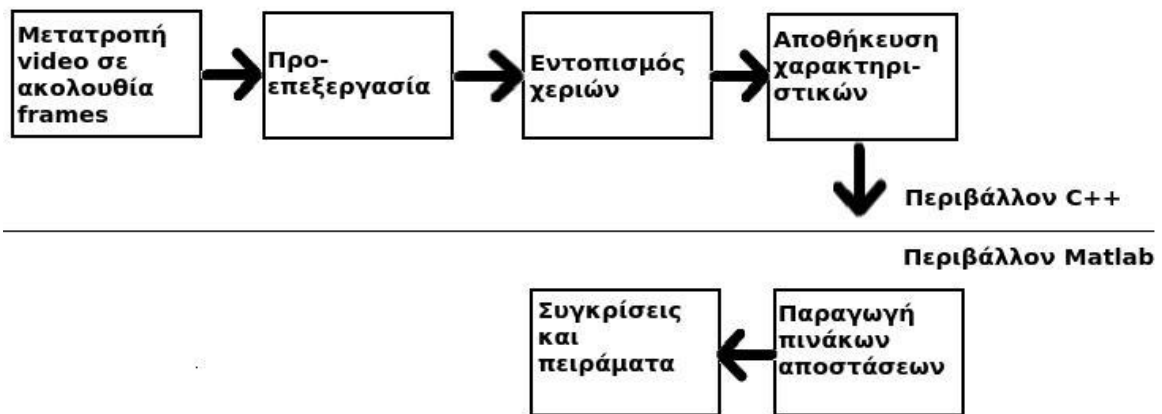 Μετατροπή
video σε
ακολουθία
frames
Προ-
επεξεργασία
Εντοπισμός
χεριών
Αποθήκευση
χαρακτηρι-
στικών
Περιβάλλον C++
Περιβάλλον Matlab
Συγκρίσεις
και
πειράματα
Παραγωγή
πινάκων
αποστάσεων